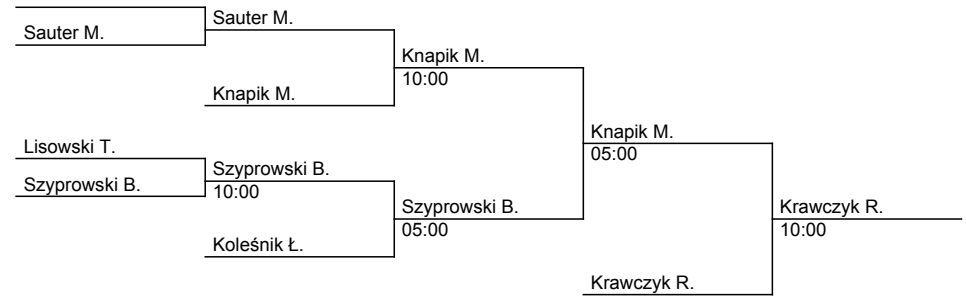 Sauter M.
Sauter M.
Knapik M.
10:00
Knapik M.
Knapik M.
05:00
Lisowski T.
Szyprowski B.
Szyprowski B.
10:00
Szyprowski B.
05:00
Krawczyk R.
10:00
Koleśnik Ł.
Krawczyk R.